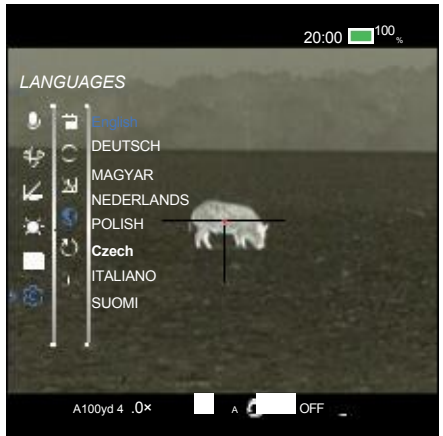 20:00 100 %
LANGUAGES
English
DEUTSCH
MAGYAR
NEDERLANDS
POLISH
Czech
ITALIANO
SUOMI
A100yd 4 .0× A OFF